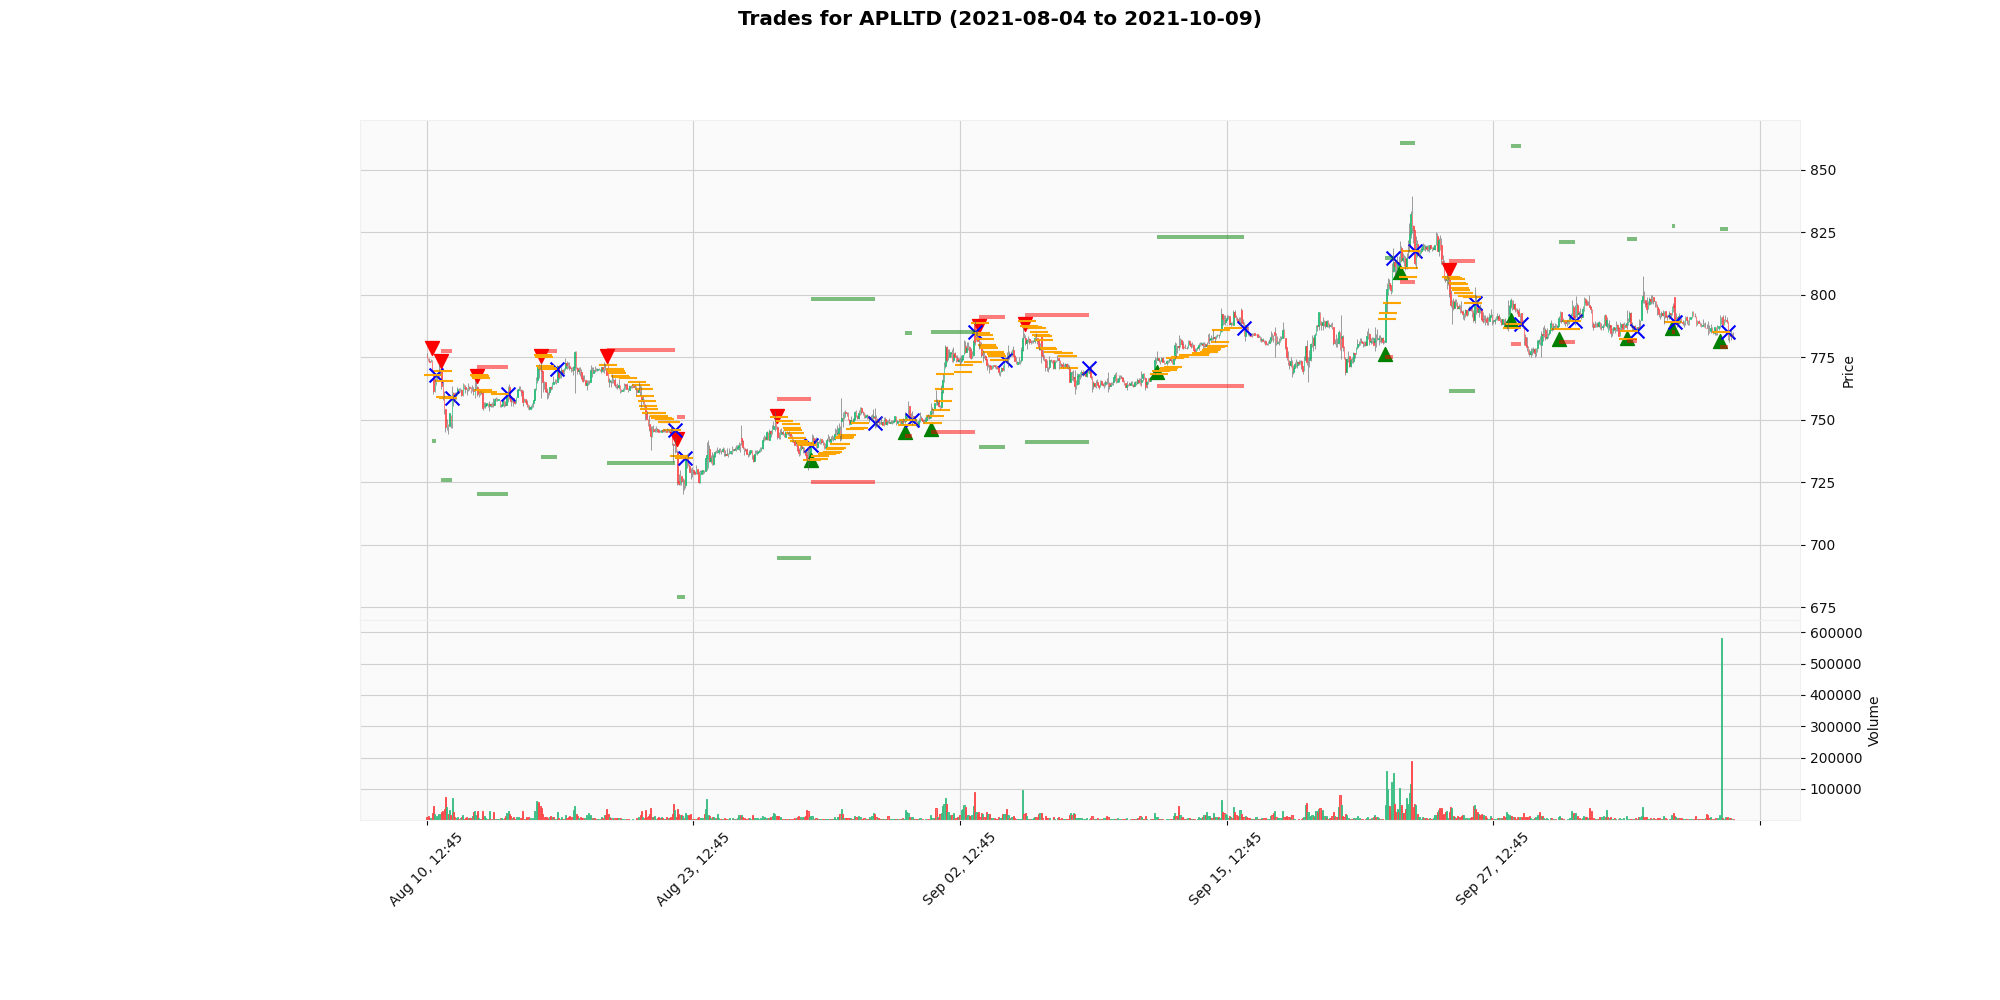 Trades for APLLTD (2021-08-04 to 2021-10-09)
850
825
800
775
750
725
700
675
Price
600000
500000
400000
300000
200000
100000
Volume
Aug 10, 12:45
Aug 23, 12:45
Sep 02, 12:45
Sep 15, 12:45
Sep 27, 12:45